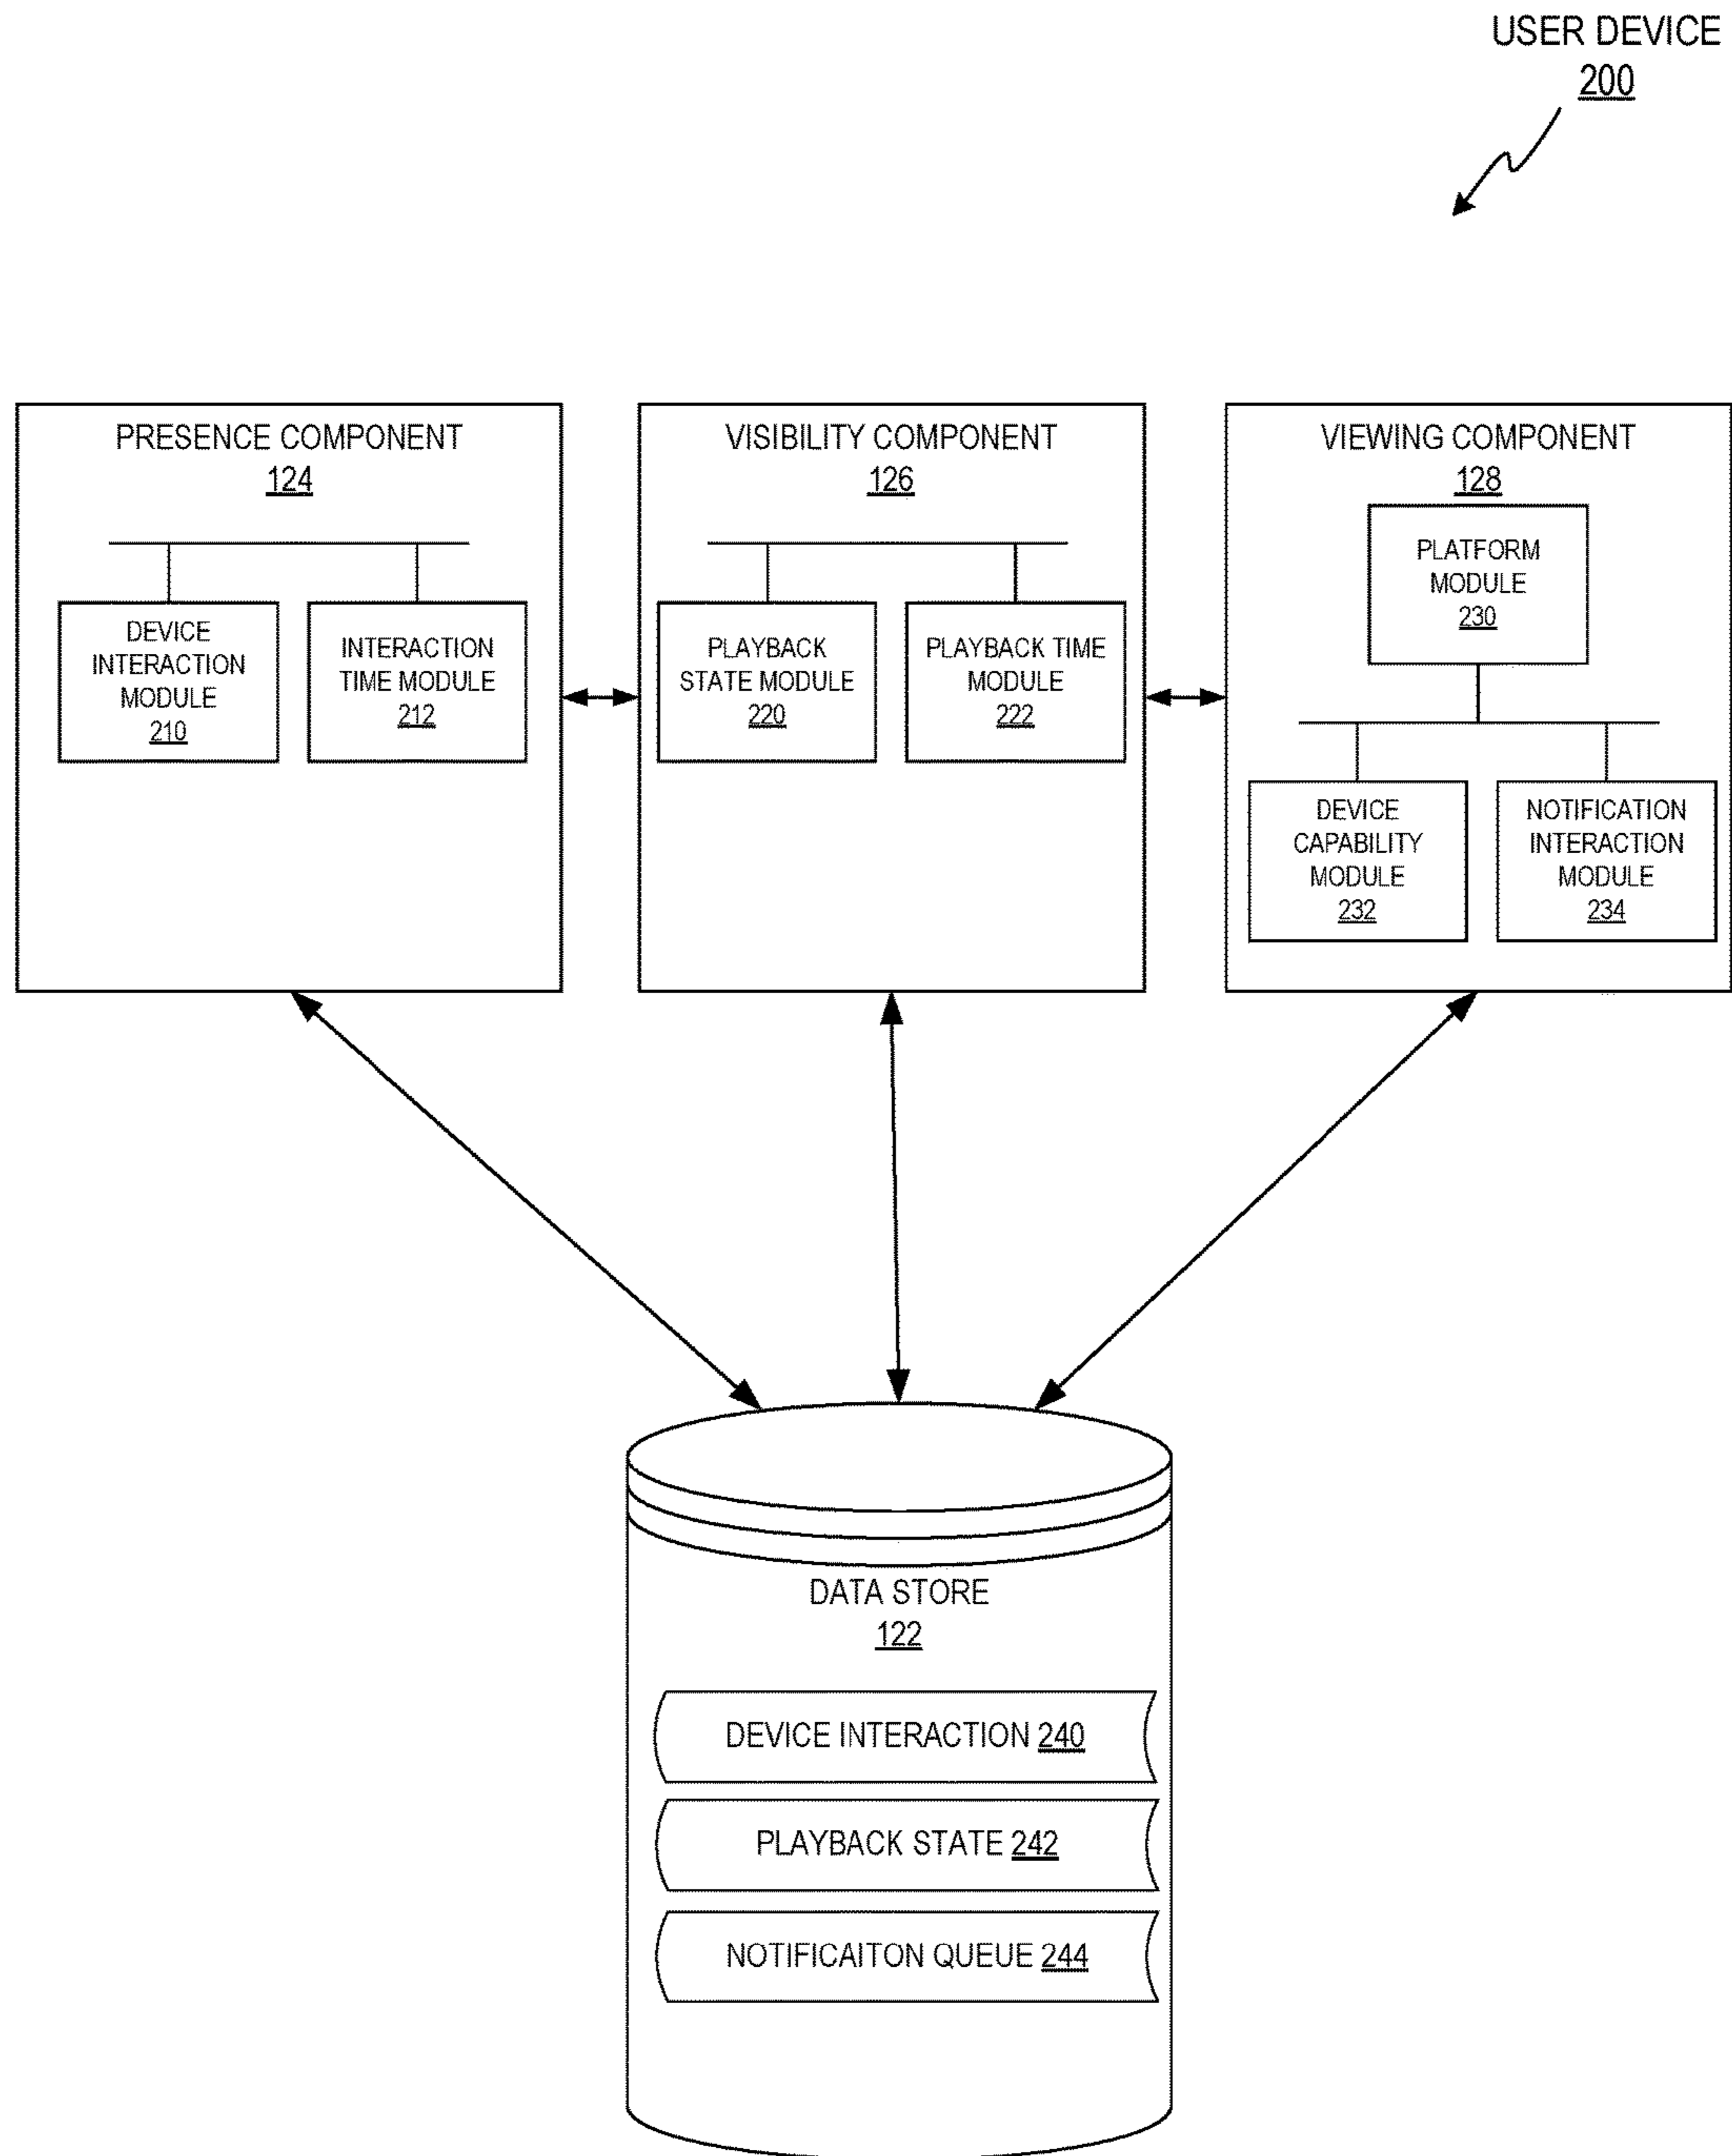 USER DEVICE
200
PRESENCE COMPONENT
124
DEVICE
INTERACTION
MODULE
210
INTERACTION
TIME MODULE
212
VISIBILITY COMPONENT
126
PLAYBACK
STATE MODULE
220
PLAYBACK TIME
MODULE
222
VIEWING COMPONENT
128
PLATFORM
MODULE
230
DEVICE
CAPABILITY
MODULE
232
NOTIFICATION
INTERACTION
MODULE
234
DATA STORE
122
DEVICE INTERACTION 240
PLAYBACK STATE 242
NOTIFICAITON QUEUE 244